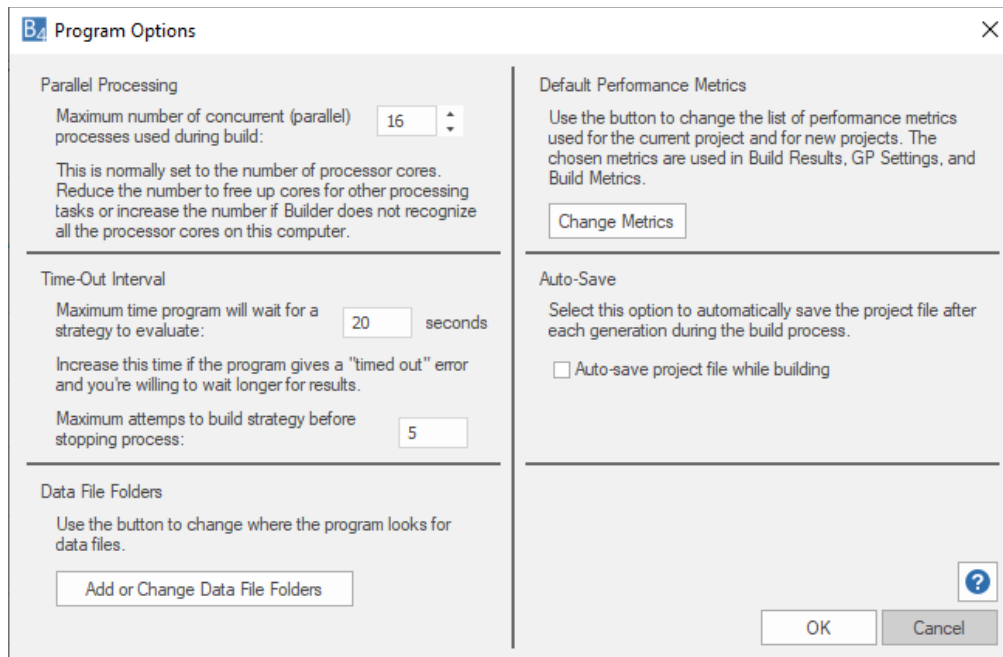 B4 Program Options
Parallel Processing
Maximum number of concurrent (parallel)
processes used during build:
16
This is normally set to the number of processor cores.
Reduce the number to free up cores for other processing
tasks or increase the number if Builder does not recognize
all the processor cores on this computer.
Time-Out Interval
Maximum time program will wait for a
strategy to evaluate:
20 seconds
Increase this time if the program gives a "timed out" error
and you're willing to wait longer for results.
Maximum attemps to build strategy before
stopping process:
5
Data File Folders
Use the button to change where the program looks for
data files.
Add or Change Data File Folders
Default Performance Metrics
Use the button to change the list of performance metrics
used for the current project and for new projects. The
chosen metrics are used in Build Results, GP Settings, and
Build Metrics.
Change Metrics
Auto-Save
Select this option to automatically save the project file after
each generation during the build process.
Auto-save project file while building
?
OK Cancel